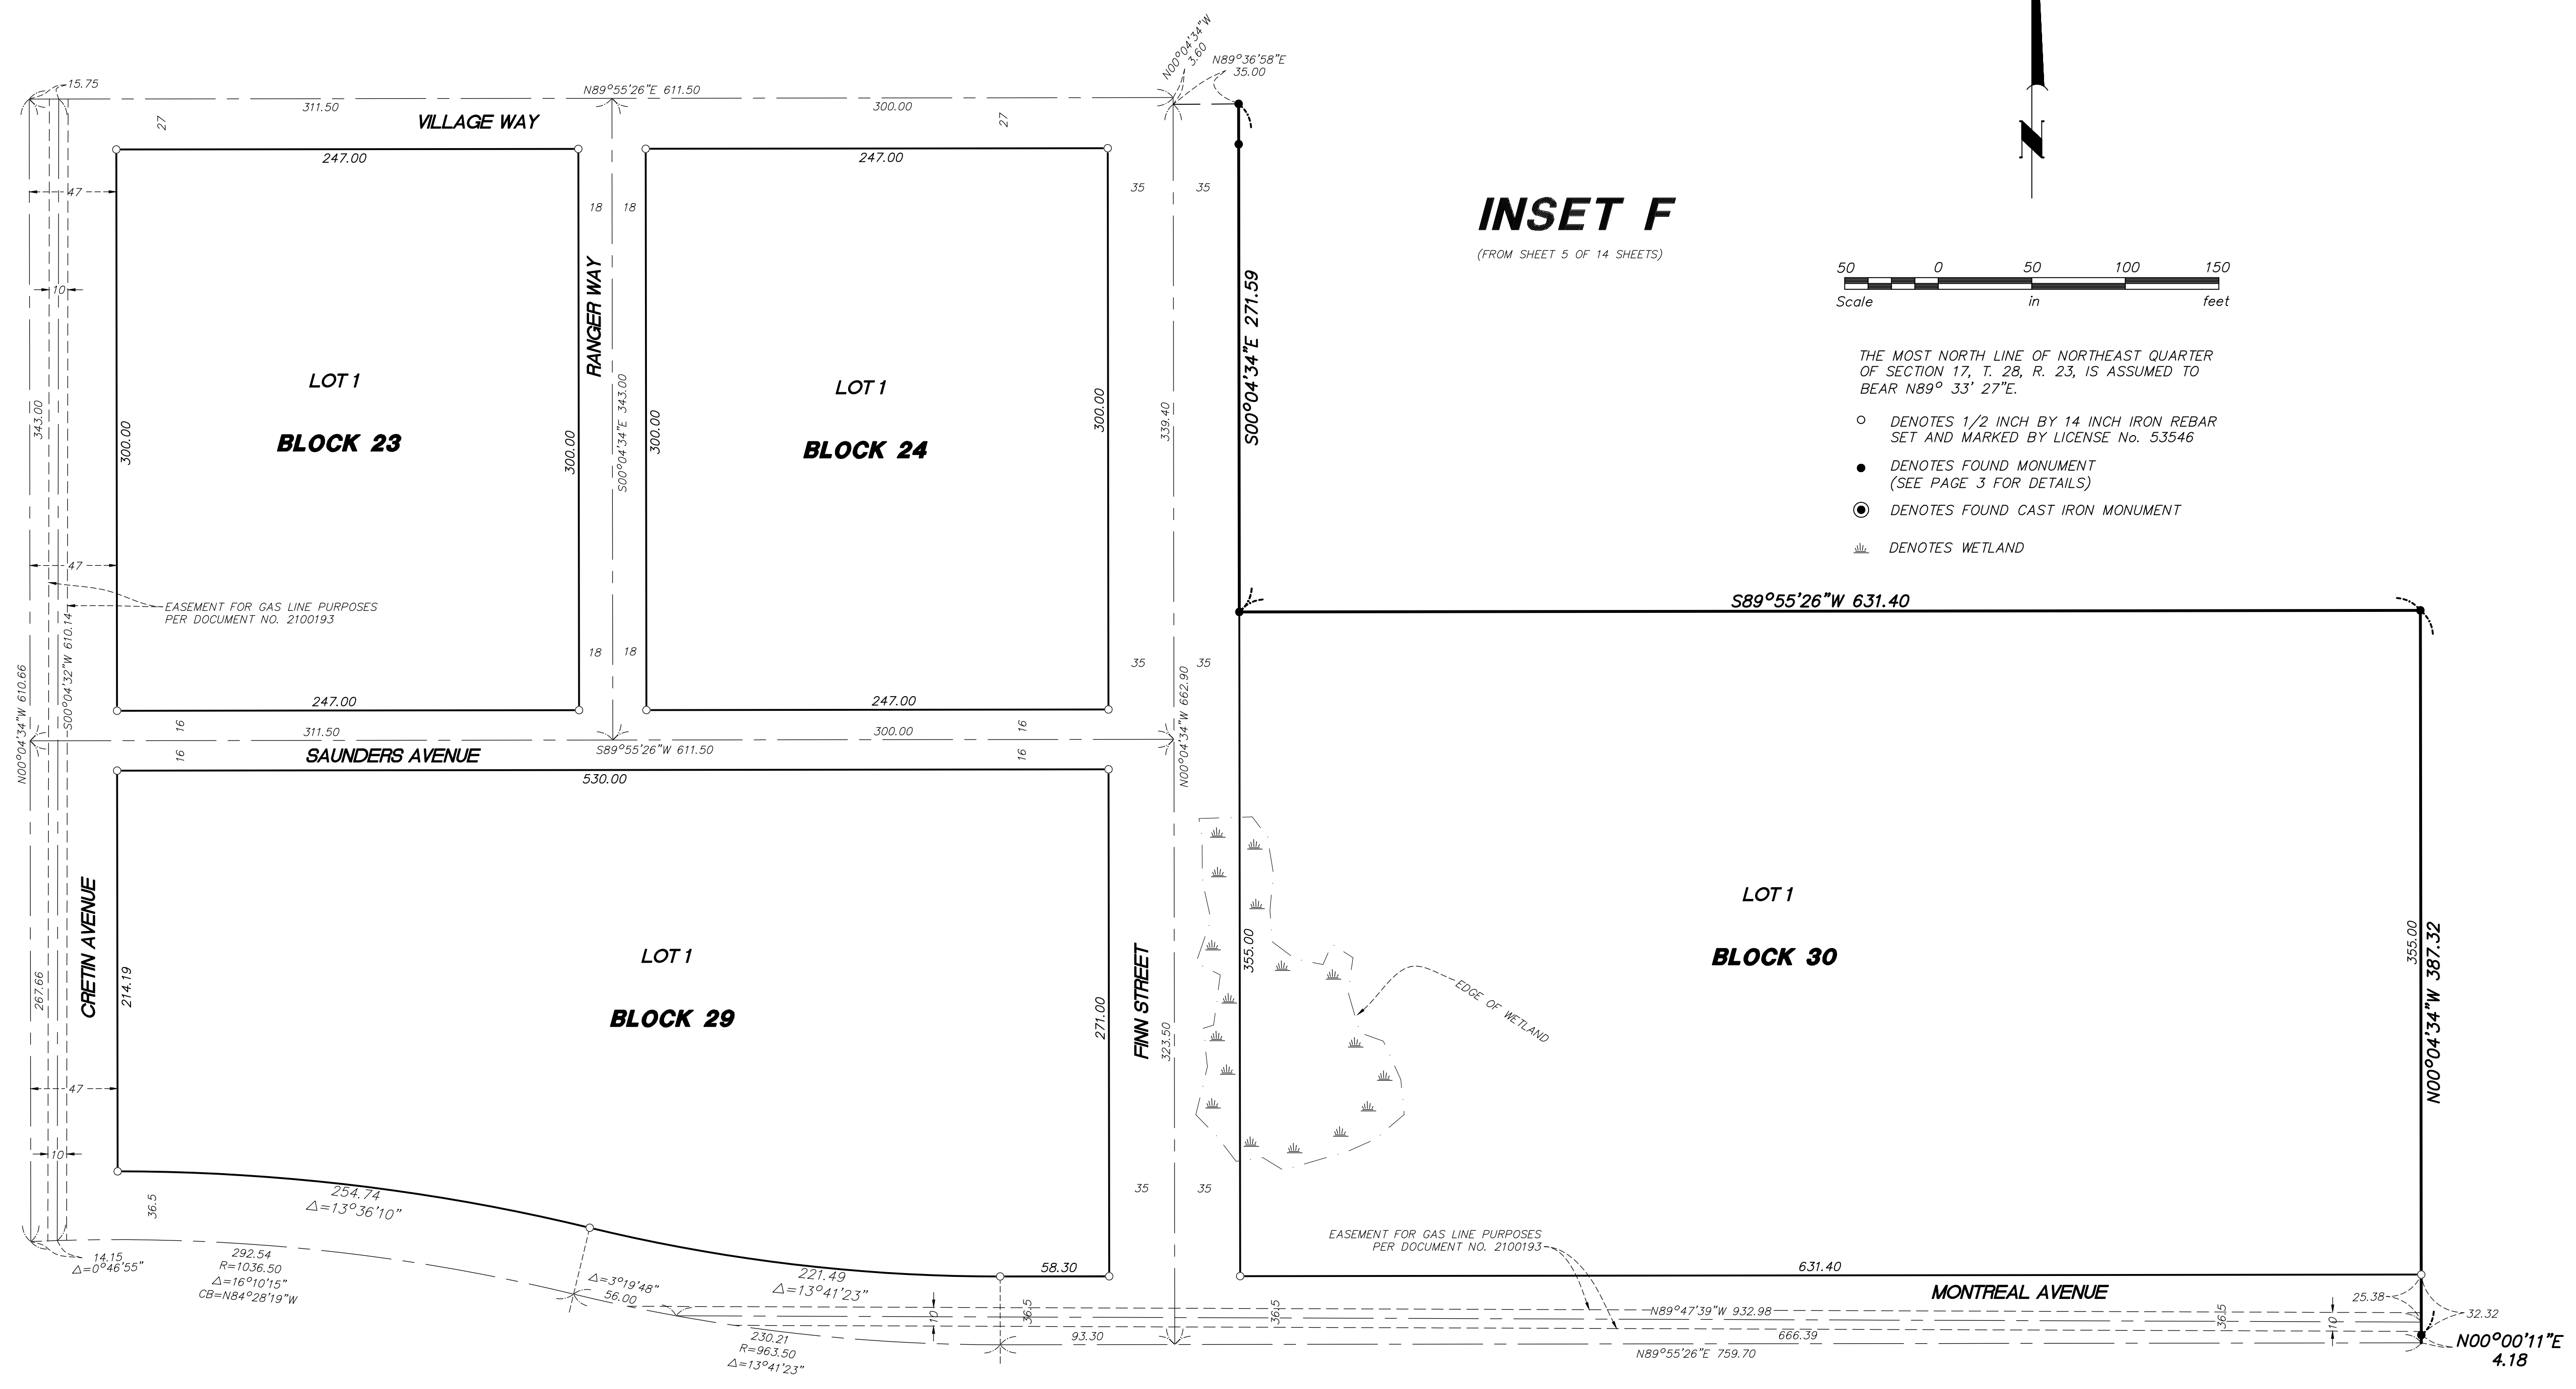 15.75
N89°55'26"E 611.50
311.50
300.00
N00°04'34"W
3.60
N89°36'58"E
35.00
27
VILLAGE WAY
27
247.00
247.00
47
18
18
35
35
INSET F
(FROM SHEET 5 OF 14 SHEETS)
N
50 0 50 100 150
Scale in feet
10
RANGER WAY
S00°04'34"E 271.59
THE MOST NORTH LINE OF NORTHEAST QUARTER
OF SECTION 17, T. 28, R. 23, IS ASSUMED TO
BEAR N89° 33' 27"E.
DENOTES 1/2 INCH BY 14 INCH IRON REBAR
SET AND MARKED BY LICENSE No. 53546
DENOTES FOUND MONUMENT
(SEE PAGE 3 FOR DETAILS)
DENOTES FOUND CAST IRON MONUMENT
DENOTES WETLAND
LOT 1
BLOCK 23
LOT 1
BLOCK 24
343.00
300.00
300.00
S00°04'34"E 343.00
300.00
300.00
339.40
47
EASEMENT FOR GAS LINE PURPOSES
PER DOCUMENT NO. 2100193
S00°04'32"W 610.14
N00°04'34"W 610.66
18
18
35
35
N00°04'34"W 662.90
S89°55'26"W 631.40
247.00
247.00
16
16
311.50
300.00
S89°55'26"W 611.50
16
16
SAUNDERS AVENUE
530.00
CRETIN AVENUE
267.66
214.19
LOT 1
BLOCK 29
271.00
FINN STREET
323.50
355.00
EDGE OF WETLAND
LOT 1
BLOCK 30
355.00
N00°04'34"W 387.32
47
10
36.5
254.74
△=13°36'10"
35
35
14.15
△=0°46'55"
292.54
R=1036.50
△=16°10'15"
CB=N84°28'19"W
△=3°19'48"
56.00
221.49
△=13°41'23"
58.30
EASEMENT FOR GAS LINE PURPOSES
PER DOCUMENT NO. 2100193
631.40
MONTREAL AVENUE
10
36.5
36.5
N89°47'39"W 932.98
36.5
10
25.38
32.32
230.21
R=963.50
△=13°41'23"
93.30
666.39
N89°55'26"E 759.70
N00°00'11"E
4.18